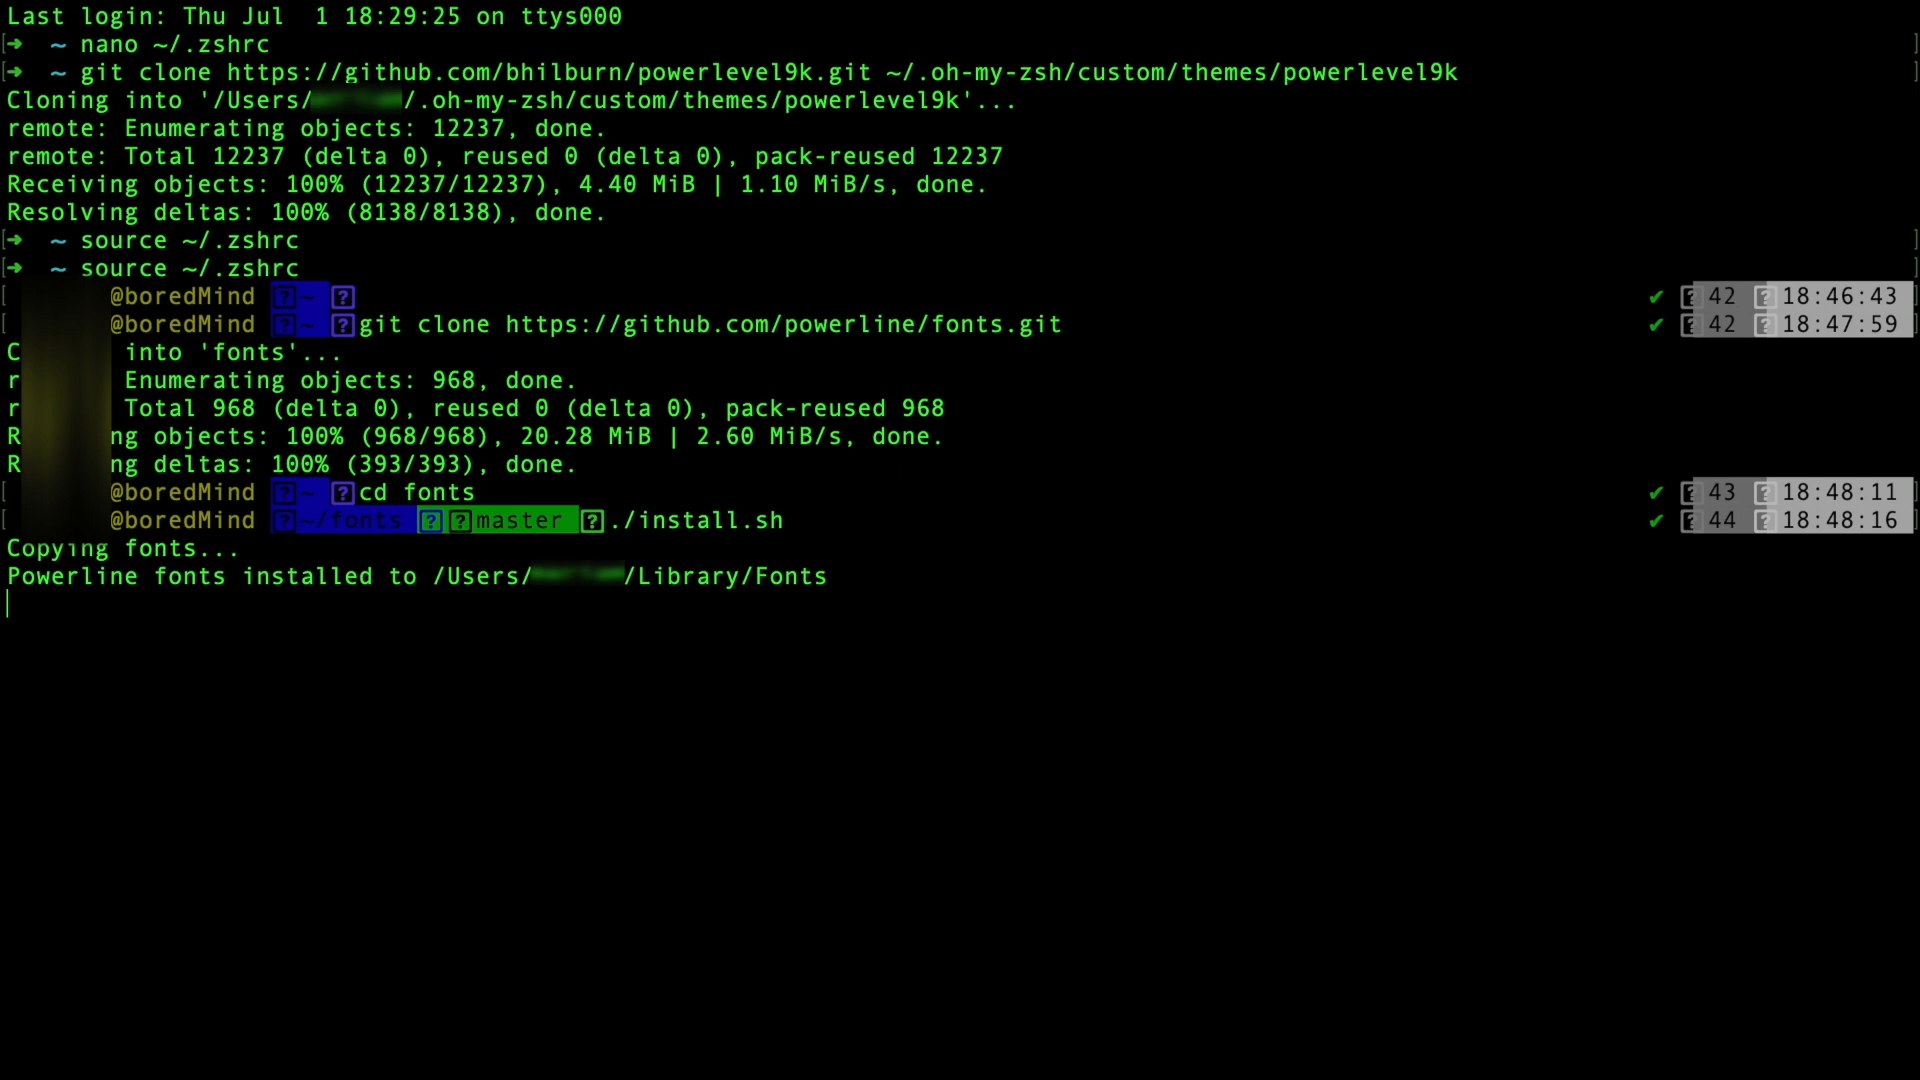 Last login: Thu Jul  1 18:29:25 on ttys000
[➜  ~ nano ~/.zshrc ]
[➜  ~ git clone https://github.com/bhilburn/powerlevel9k.git ~/.oh-my-zsh/custom/themes/powerlevel9k ]
Cloning into '/Users/ /.oh-my-zsh/custom/themes/powerlevel9k'...
remote: Enumerating objects: 12237, done.
remote: Total 12237 (delta 0), reused 0 (delta 0), pack-reused 12237
Receiving objects: 100% (12237/12237), 4.40 MiB | 1.10 MiB/s, done.
Resolving deltas: 100% (8138/8138), done.
[➜  ~ source ~/.zshrc ]
[➜  ~ source ~/.zshrc ]
[ @boredMind ? ~ ? ✔ ? 42 ? 18:46:43 ]
[ @boredMind ? ~ ? git clone https://github.com/powerline/fonts.git ✔ ? 42 ? 18:47:59 ]
C into 'fonts'...
r Enumerating objects: 968, done.
r Total 968 (delta 0), reused 0 (delta 0), pack-reused 968
R ng objects: 100% (968/968), 20.28 MiB | 2.60 MiB/s, done.
R ng deltas: 100% (393/393), done.
[ @boredMind ? ~ ? cd fonts ✔ ? 43 ? 18:48:11 ]
[ @boredMind ? ~/fonts ? ? master ? ./install.sh ✔ ? 44 ? 18:48:16 ]
Copying fonts...
Powerline fonts installed to /Users/ /Library/Fonts